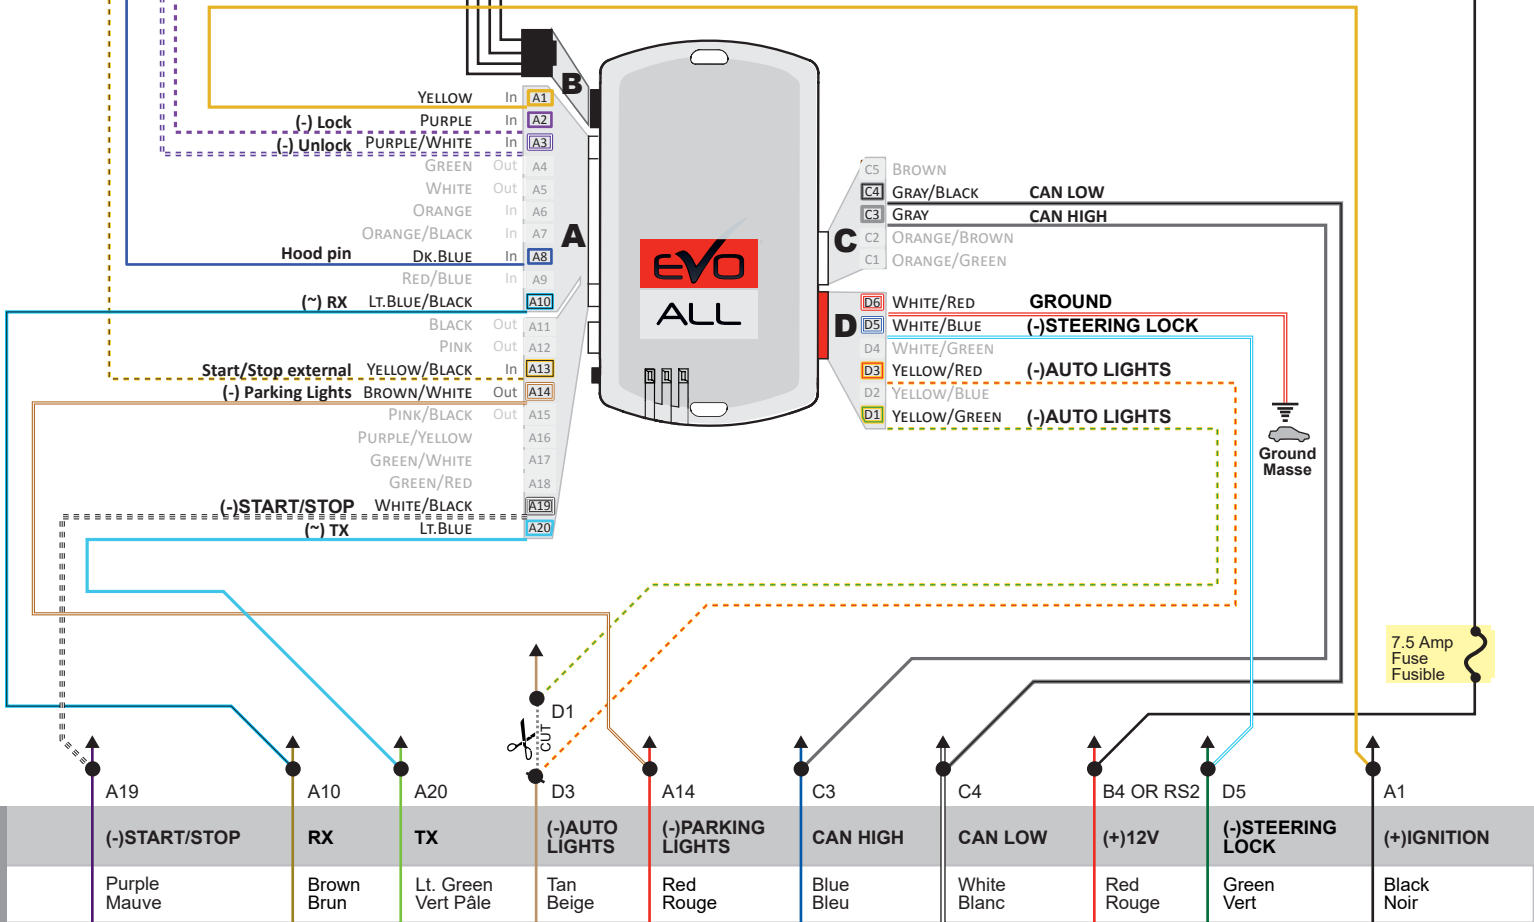 B
YELLOW In A1
(-) Lock PURPLE In A2
(-) Unlock PURPLE/WHITE In A3
GREEN Out A4
WHITE Out A5
ORANGE In A6
ORANGE/BLACK In A7
Hood pin DK.BLUE In A8
RED/BLUE In A9
(~) RX LT.BLUE/BLACK A10
BLACK Out A11
PINK Out A12
Start/Stop external YELLOW/BLACK In A13
(-) Parking Lights BROWN/WHITE Out A14
PINK/BLACK Out A15
PURPLE/YELLOW A16
GREEN/WHITE A17
GREEN/RED A18
(-)START/STOP WHITE/BLACK A19
(~) TX LT.BLUE A20
A
EVO
ALL
C
C5 BROWN
C4 GRAY/BLACK CAN LOW
C3 GRAY CAN HIGH
C2 ORANGE/BROWN
C1 ORANGE/GREEN
D
D6 WHITE/RED GROUND
D5 WHITE/BLUE (-)STEERING LOCK
D4 WHITE/GREEN
D3 YELLOW/RED (-)AUTO LIGHTS
D2 YELLOW/BLUE
D1 YELLOW/GREEN (-)AUTO LIGHTS
Ground
Masse
7.5 Amp
Fuse
Fusible
D1
CUT
A19 A10 A20 D3 A14 C3 C4 B4 OR RS2 D5 A1
(-)START/STOP RX TX (-)AUTO LIGHTS (-)PARKING LIGHTS CAN HIGH CAN LOW (+)12V (-)STEERING LOCK (+)IGNITION
Purple Brown Lt. Green Tan Red Blue White Red Green Black
Mauve Brun Vert Pâle Beige Rouge Bleu Blanc Rouge Vert Noir